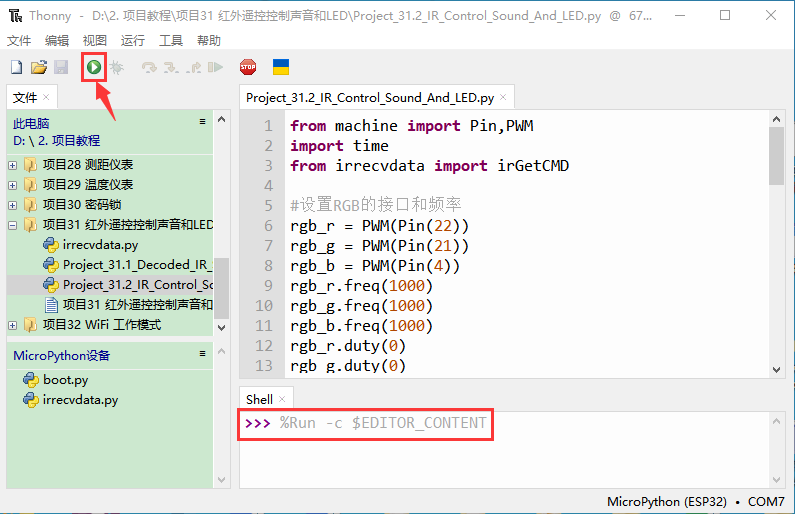 Thonny - D:\2. 项目教程\项目31 红外遥控控制声音和LED\Project_31.2_IR_Control_Sound_And_LED.py @ 67...
文件 编辑 视图 运行 工具 帮助
STOP
文件
此电脑
D: \ 2. 项目教程
项目28 测距仪表
项目29 温度仪表
项目30 密码锁
项目31 红外遥控控制声音和LED
irrecvdata.py
Project_31.1_Decoded_IR_
Project_31.2_IR_Control_So
项目31 红外遥控控制声音和
项目32 WiFi 工作模式
MicroPython设备
boot.py
irrecvdata.py
Project_31.2_IR_Control_Sound_And_LED.py
1 from machine import Pin,PWM
2 import time
3 from irrecvdata import irGetCMD
4
5 #设置RGB的接口和频率
6 rgb_r = PWM(Pin(22))
7 rgb_g = PWM(Pin(21))
8 rgb_b = PWM(Pin(4))
9 rgb_r.freq(1000)
10 rgb_g.freq(1000)
11 rgb_b.freq(1000)
12 rgb_r.duty(0)
13 rgb_g.duty(0)
Shell
>>> %Run -c $EDITOR_CONTENT
MicroPython (ESP32) • COM7